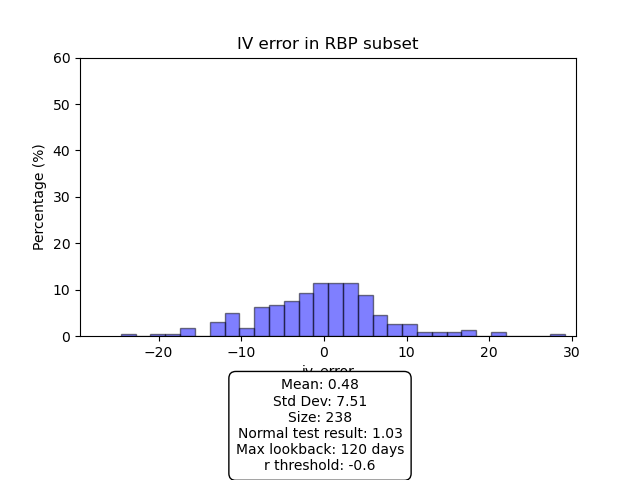 IV error in RBP subset
Percentage (%)
60
50
40
30
20
10
0
−20
−10
0
10
20
30
iv_error
Mean: 0.48
Std Dev: 7.51
Size: 238
Normal test result: 1.03
Max lookback: 120 days
r threshold: -0.6